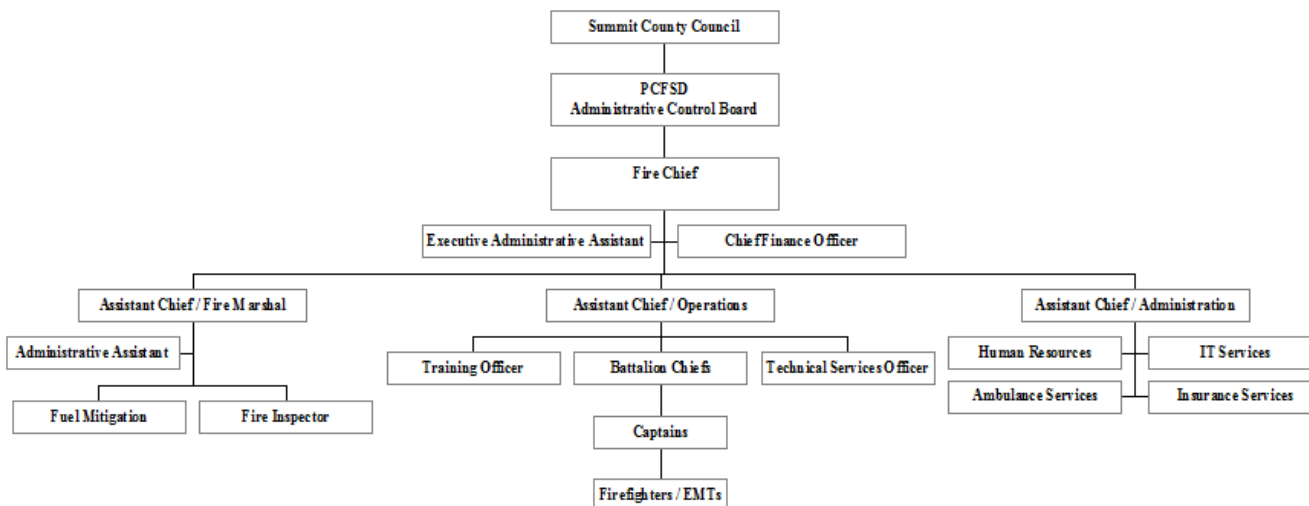 Summit County Council
PCFSD
Administrative Control Board
Fire Chief
Executive Administrative Assistant
Chief Finance Officer
Assistant Chief / Fire Marshal
Assistant Chief / Operations
Assistant Chief / Administration
Administrative Assistant
Training Officer
Battalion Chiefs
Technical Services Officer
Human Resources
IT Services
Ambulance Services
Insurance Services
Fuel Mitigation
Fire Inspector
Captains
Firefighters / EMTs